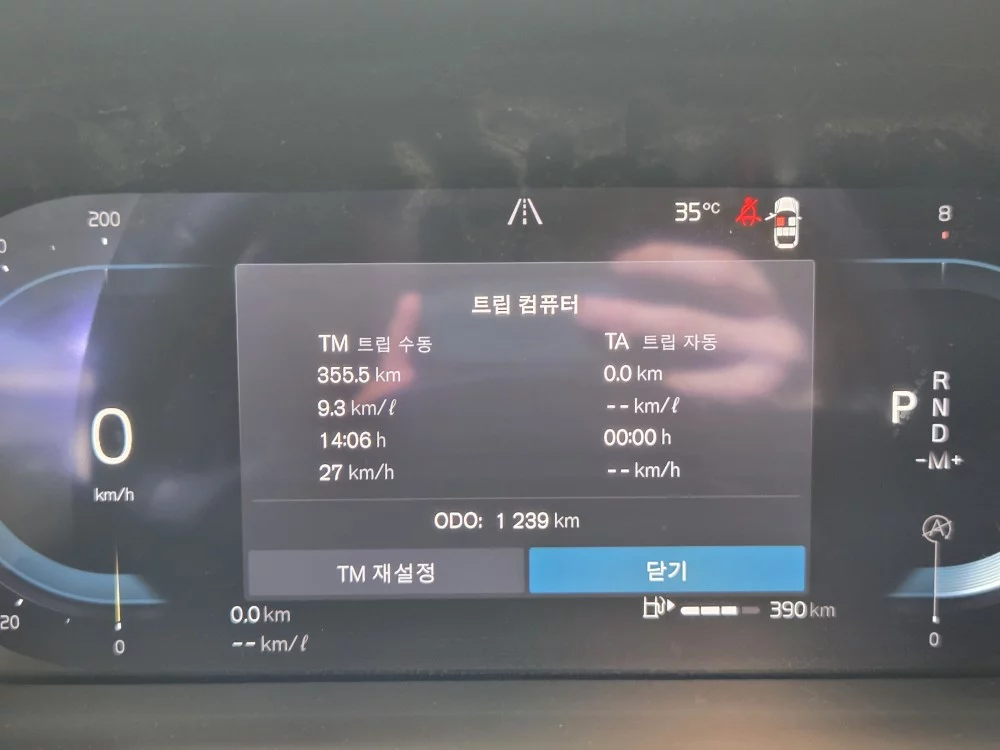 200
35°C
8
트립 컴퓨터
TM 트립 수동
355.5 km
9.3 km/ℓ
14:06 h
27 km/h
TA 트립 자동
0.0 km
-- km/ℓ
00:00 h
-- km/h
ODO: 1 239 km
TM 재설정
닫기
0
km/h
P
R
N
D
-M+
A
0.0 km
-- km/ℓ
390 km
20
0
0
0